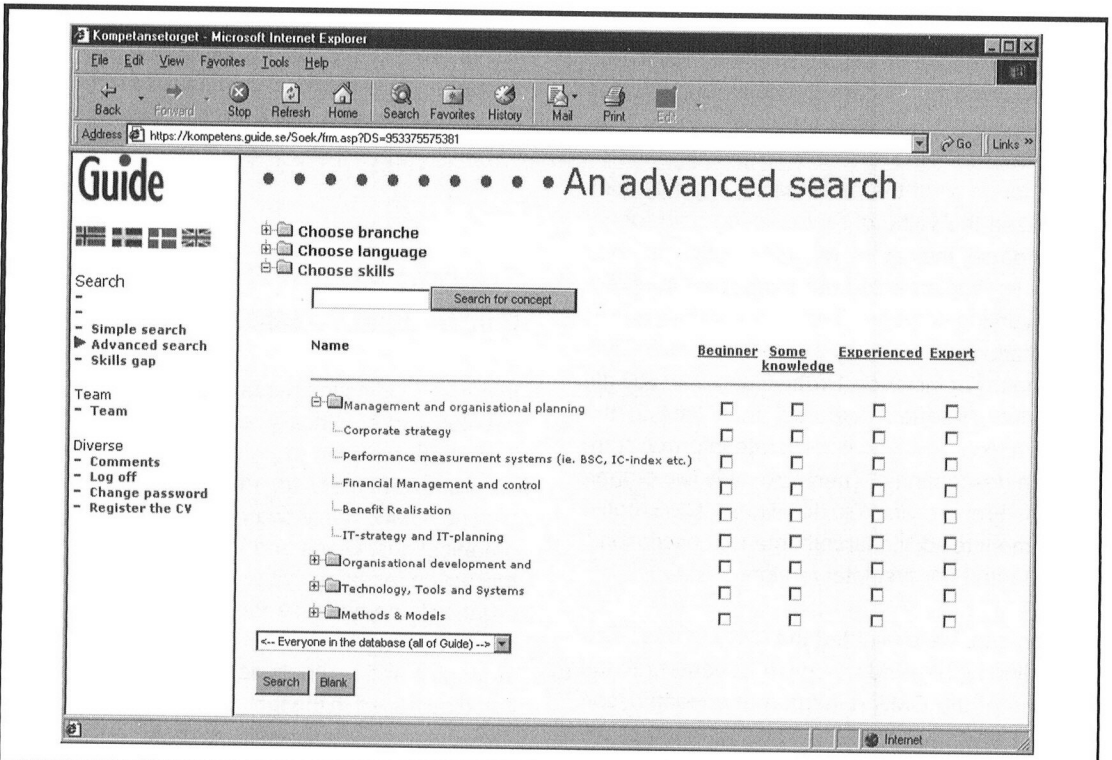 Kompetansetorget - Microsoft Internet Explorer
File Edit View Favorites Tools Help
Back Forward Stop Refresh Home Search Favorites History Mail Print Edit
Address https://kompetens.guide.se/Soek/frm.asp?DS=953375575381 Go Links »
Guide
An advanced search
Choose branche
Choose language
Choose skills
Search for concept
Search
-
-
- Simple search
Advanced search
- Skills gap
Team
- Team
Diverse
- Comments
- Log off
- Change password
- Register the CV
Name Beginner Some knowledge Experienced Expert
Management and organisational planning
Corporate strategy
Performance measurement systems (ie. BSC, IC-index etc.)
Financial Management and control
Benefit Realisation
IT-strategy and IT-planning
Organisational development and
Technology, Tools and Systems
Methods & Models
<-- Everyone in the database (all of Guide) -->
Search Blank
Internet